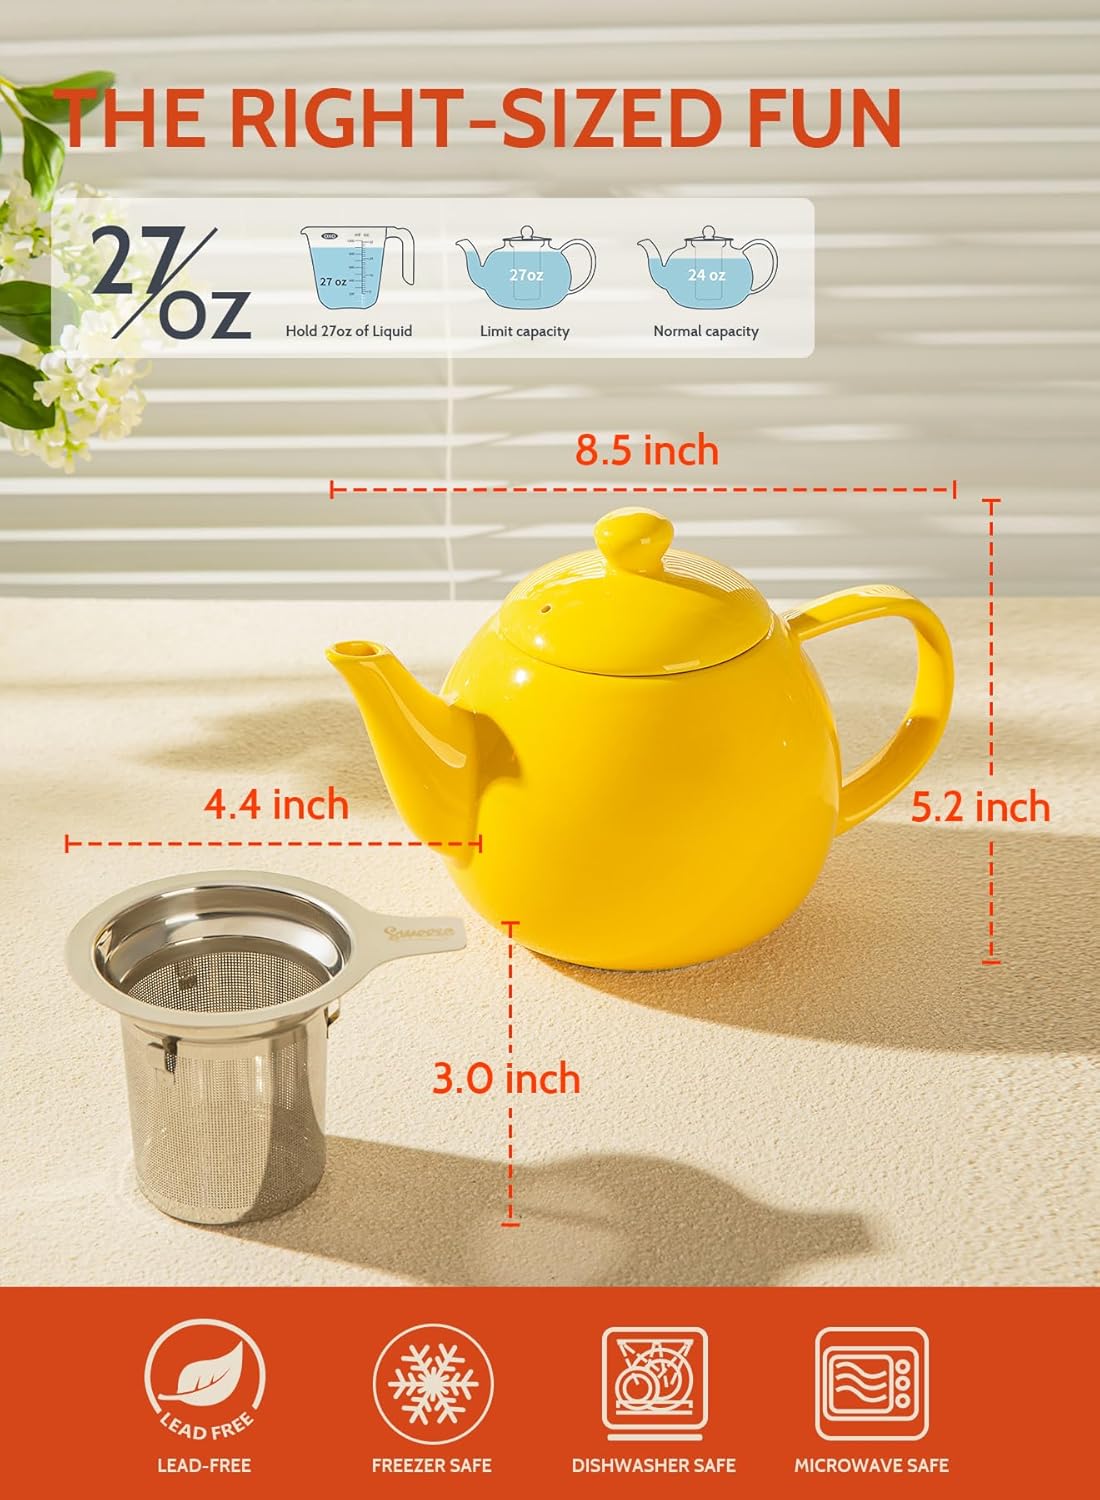 THE RIGHT-SIZED FUN
27/OZ
27 oz
27oz
24 oz
Hold 27oz of Liquid
Limit capacity
Normal capacity
8.5 inch
5.2 inch
4.4 inch
Sweese
3.0 inch
LEAD FREE
LEAD-FREE
FREEZER SAFE
DISHWASHER SAFE
MICROWAVE SAFE